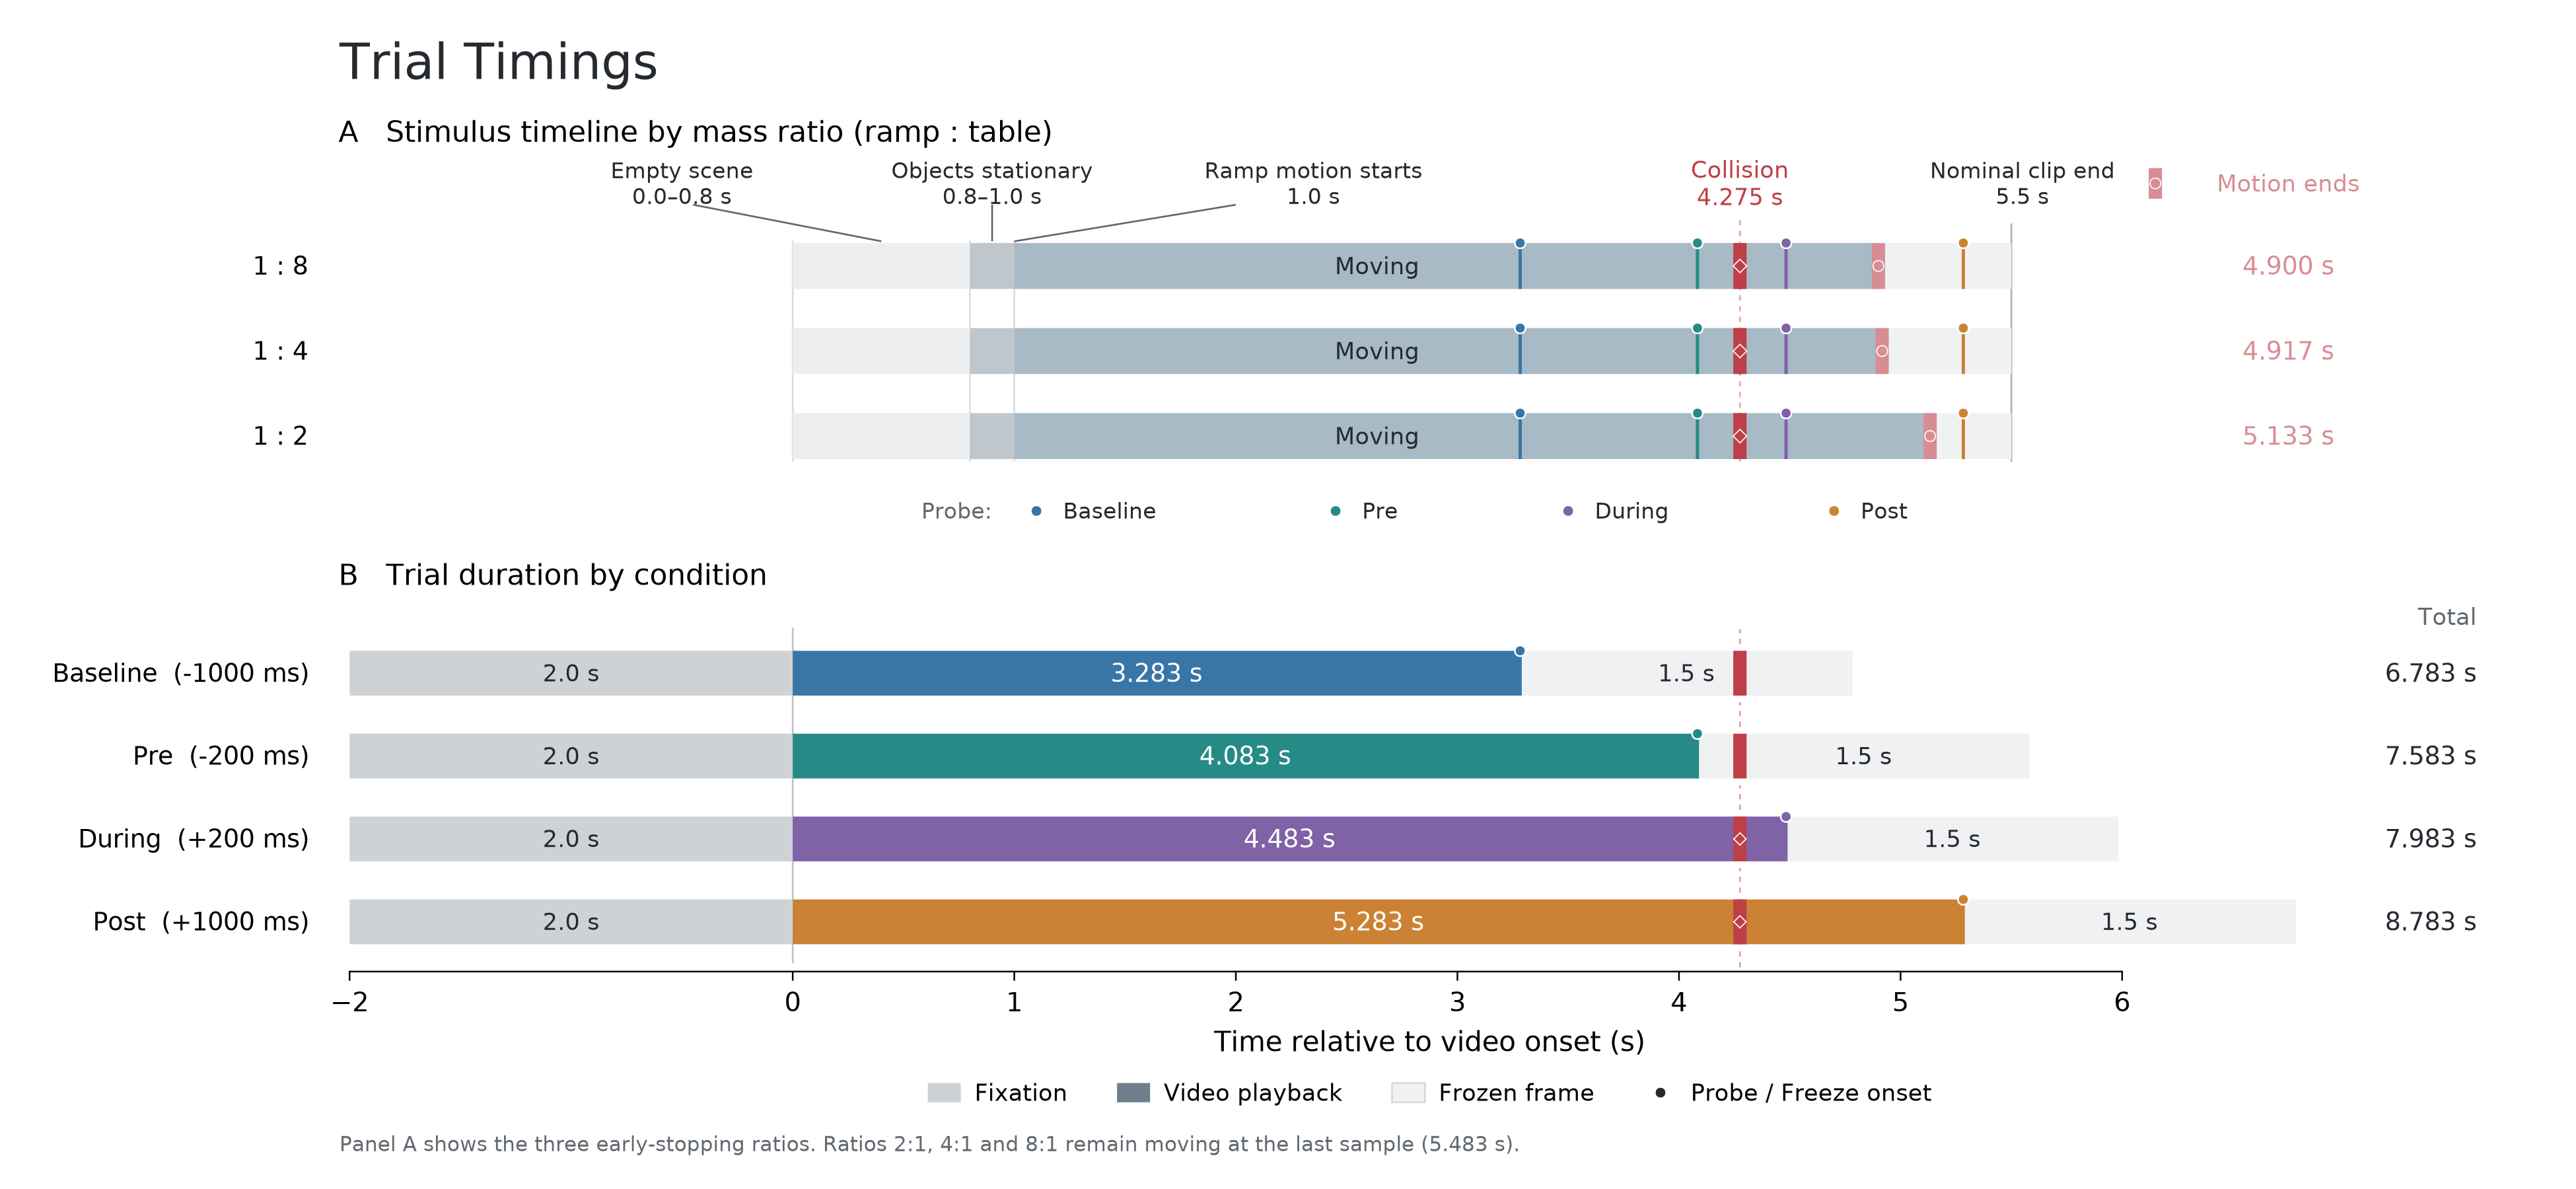 Trial Timings
A Stimulus timeline by mass ratio (ramp : table)
Empty scene
0.0–0.8 s
Objects stationary
0.8–1.0 s
Ramp motion starts
1.0 s
Collision
4.275 s
Nominal clip end
5.5 s
Motion ends
1 : 8 Moving 4.900 s
1 : 4 Moving 4.917 s
1 : 2 Moving 5.133 s
Probe: Baseline Pre During Post
B Trial duration by condition
Total
Baseline (-1000 ms) 2.0 s 3.283 s 1.5 s 6.783 s
Pre (-200 ms) 2.0 s 4.083 s 1.5 s 7.583 s
During (+200 ms) 2.0 s 4.483 s 1.5 s 7.983 s
Post (+1000 ms) 2.0 s 5.283 s 1.5 s 8.783 s
−2 0 1 2 3 4 5 6
Time relative to video onset (s)
Fixation Video playback Frozen frame Probe / Freeze onset
Panel A shows the three early-stopping ratios. Ratios 2:1, 4:1 and 8:1 remain moving at the last sample (5.483 s).